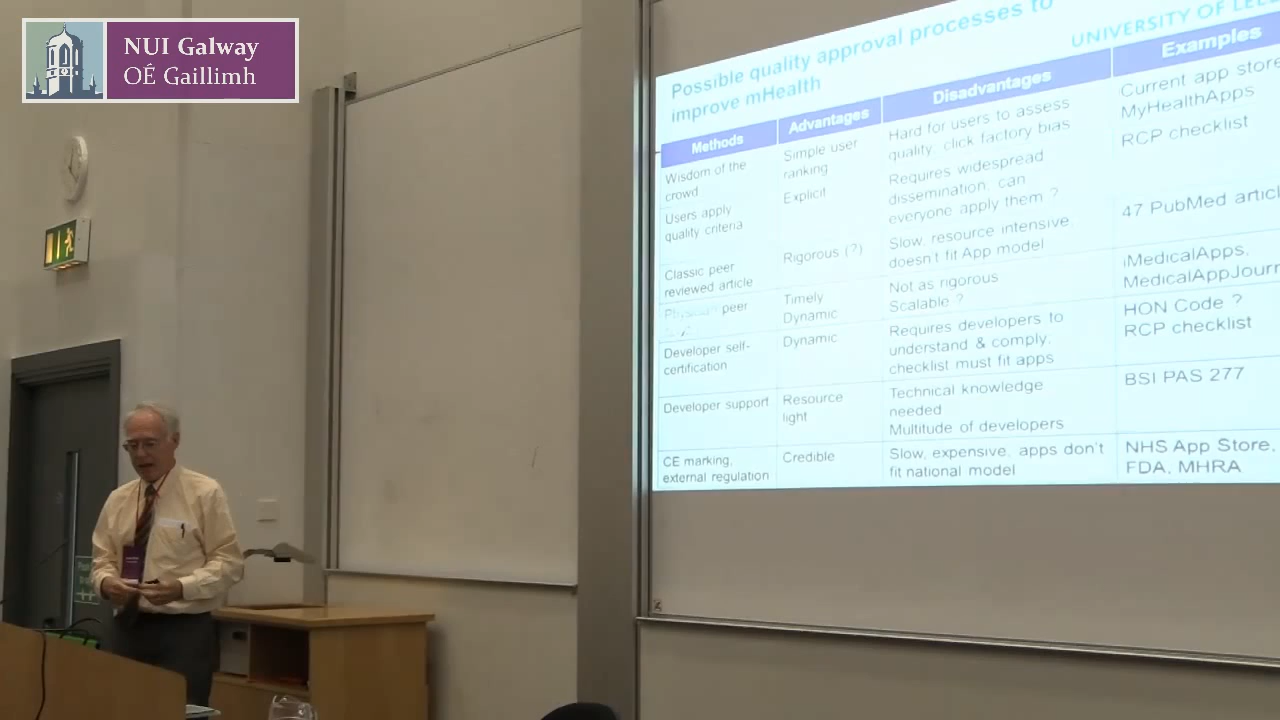 NUI Galway
OÉ Gaillimh
Possible quality approval processes to
improve mHealth
UNIVERSITY OF
Methods
Advantages
Disadvantages
Examples
Wisdom of the
crowd
Simple user
ranking
Hard for users to assess
quality, click factory bias
Current app store
MyHealthApps
Users apply
quality criteria
Explicit
Requires widespread
dissemination, can
everyone apply them ?
RCP checklist
Classic peer
reviewed article
Rigorous (?)
Slow, resource intensive,
doesn't fit App model
47 PubMed
peer
Timely
Dynamic
Not as rigorous
Scalable ?
iMedicalApps,
Developer self-
certification
Dynamic
Requires developers to
understand & comply,
checklist must fit apps
HON Code ?
RCP checklist
Developer support
Resource
light
Technical knowledge
needed
Multitude of developers
BSI PAS 277
CE marking,
external regulation
Credible
Slow, expensive, apps don't
fit national model
NHS App Store,
FDA, MHRA